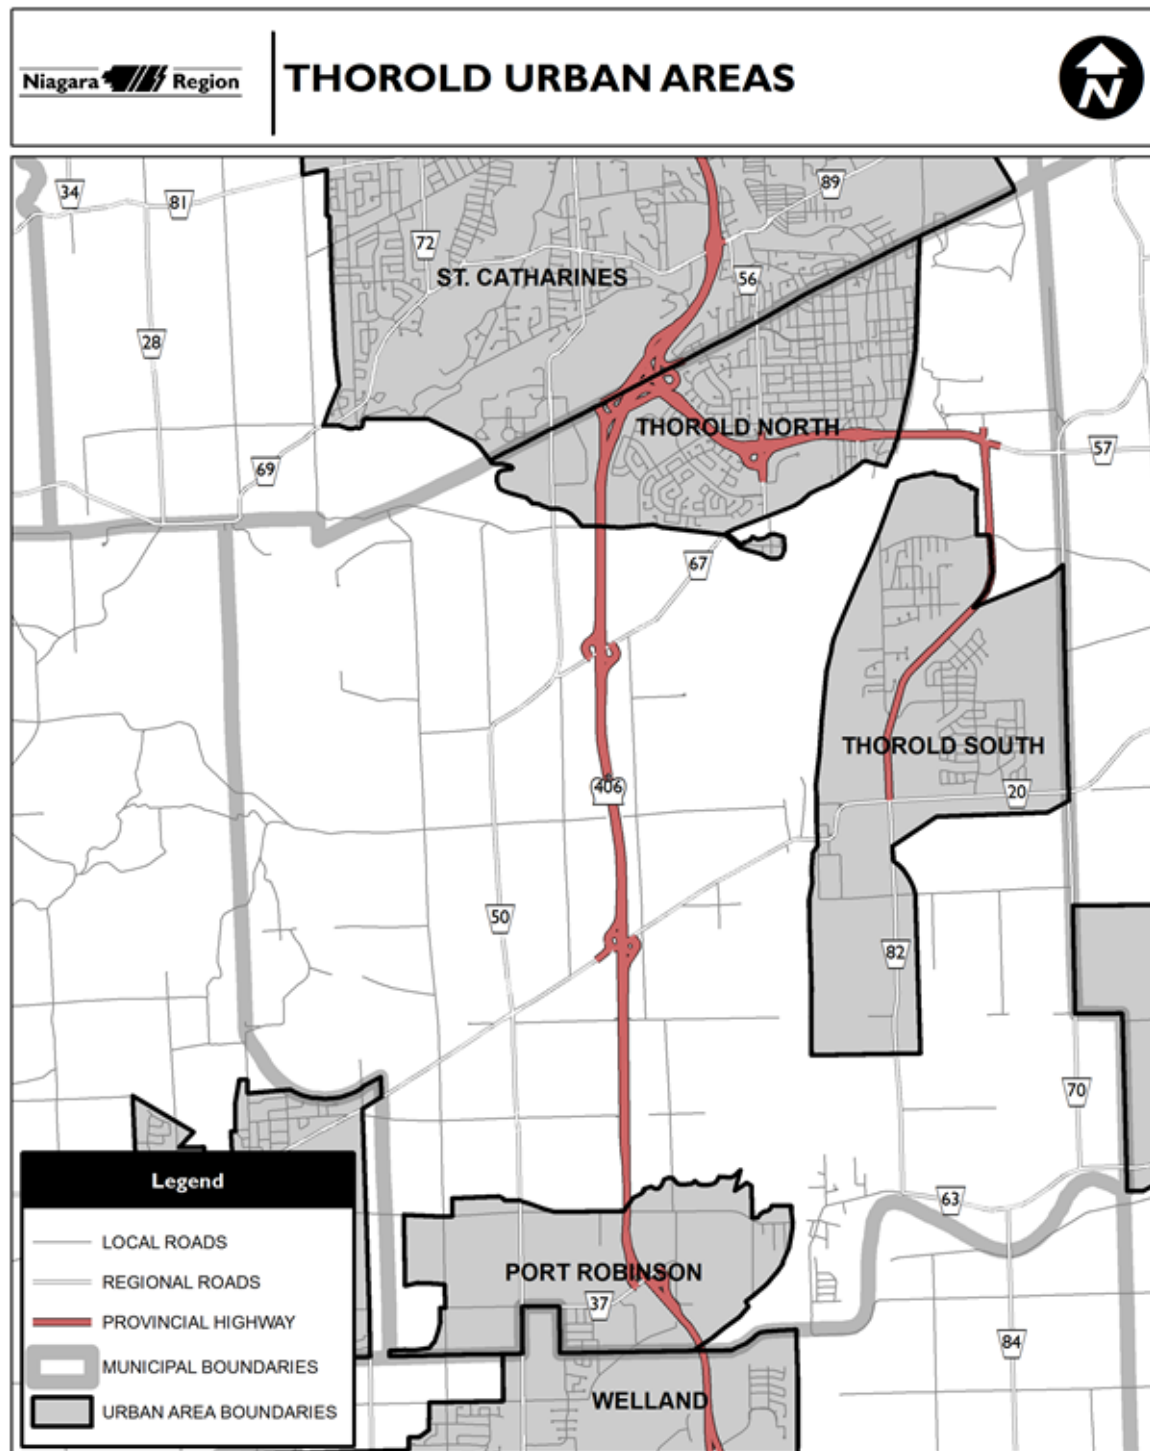 Niagara Region
THOROLD URBAN AREAS
N
34
81
89
72
ST. CATHARINES
56
28
THOROLD NORTH
57
69
67
THOROLD SOUTH
406
20
50
82
70
63
PORT ROBINSON
37
84
WELLAND
Legend
LOCAL ROADS
REGIONAL ROADS
PROVINCIAL HIGHWAY
MUNICIPAL BOUNDARIES
URBAN AREA BOUNDARIES